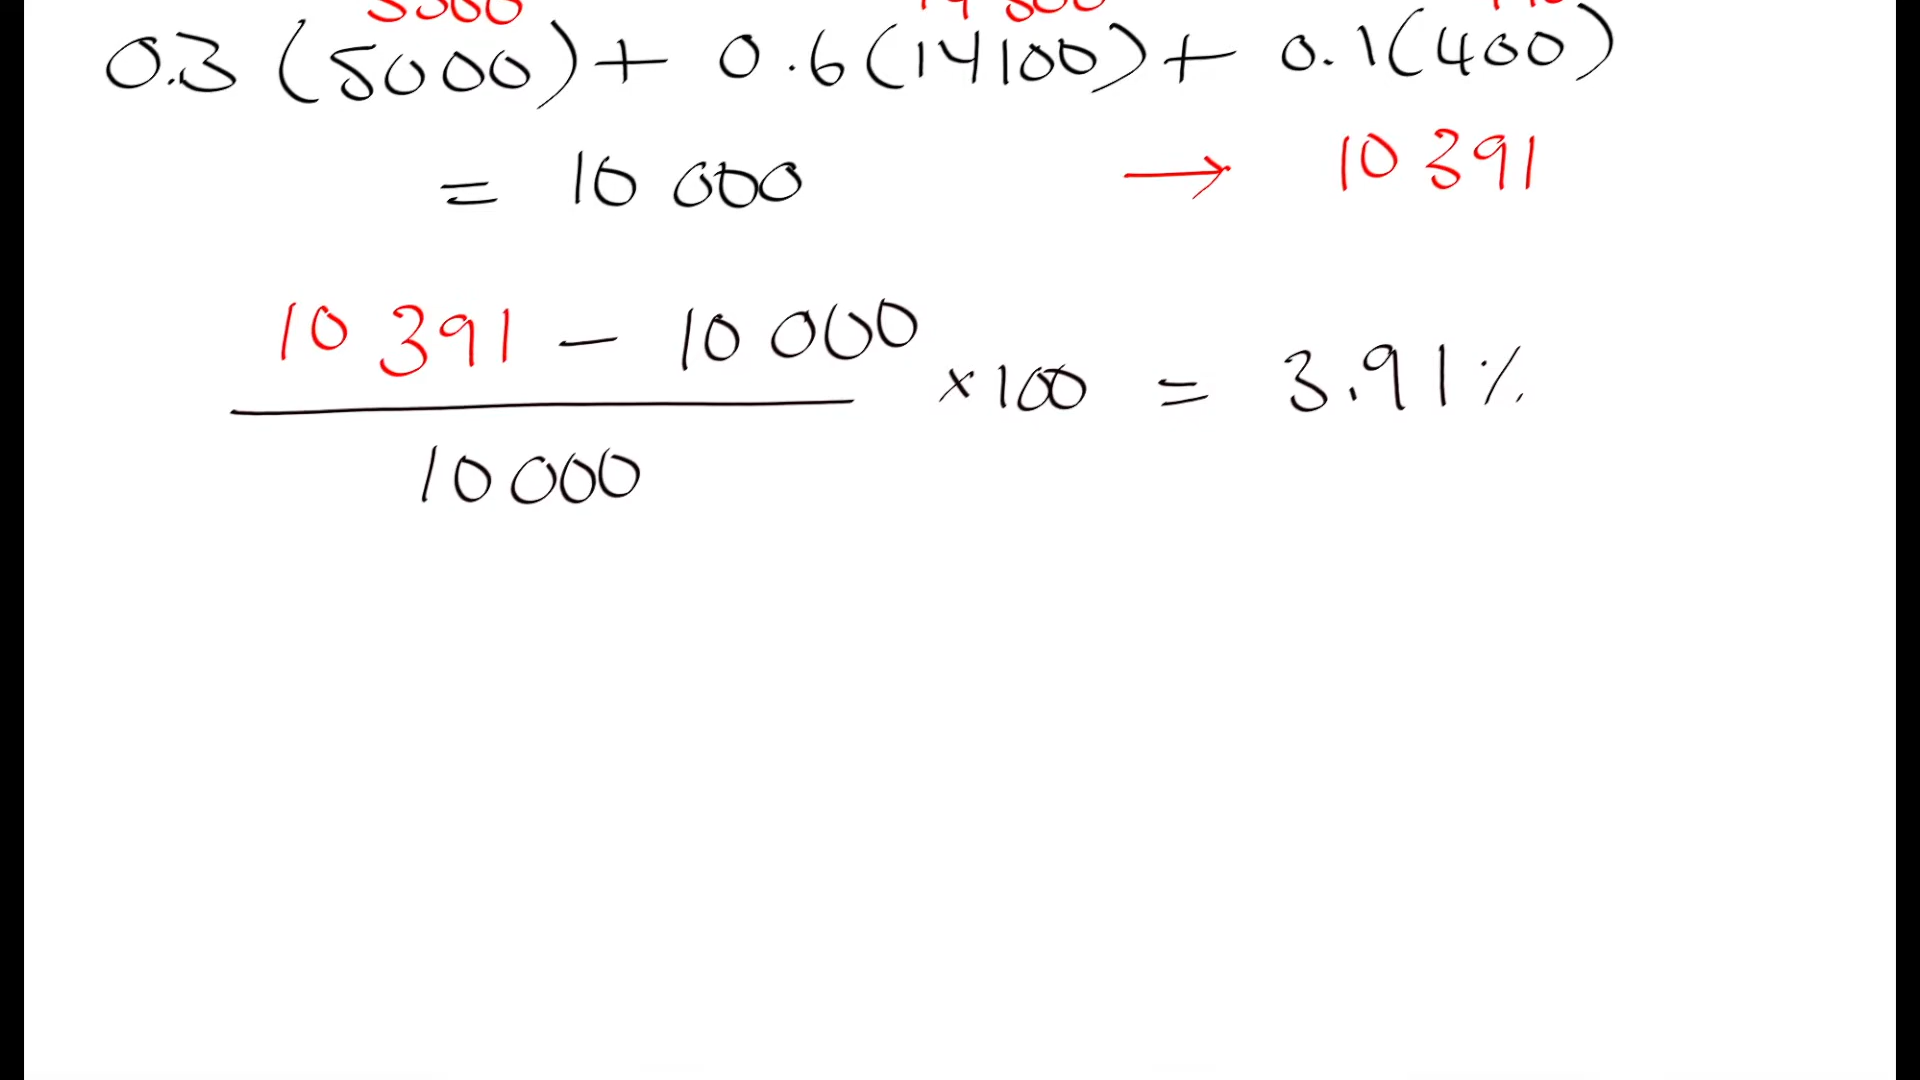 0.3 (5000) + 0.6 (14100) + 0.1 (400)
= 10 000 → 10 391
10 391 – 10 000
× 100 = 3.91 %
10 000